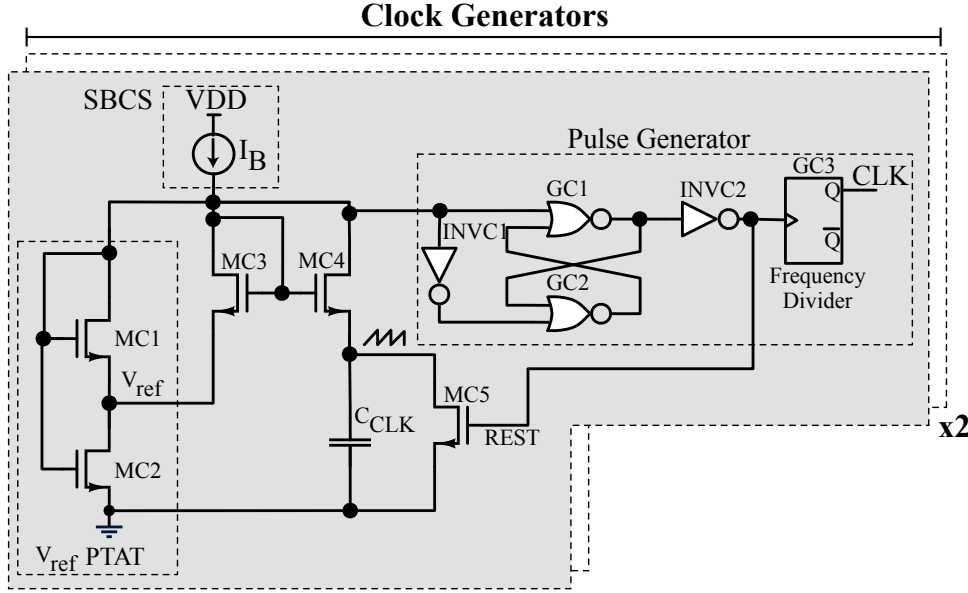 Clock Generators
SBCS
VDD
I_B
Pulse Generator
GC1
INVC2
GC3
Q
CLK
INVC1
Q̅
MC3
MC4
GC2
Frequency
Divider
MC1
V_ref
MC5
C_CLK
REST
x2
MC2
V_ref PTAT